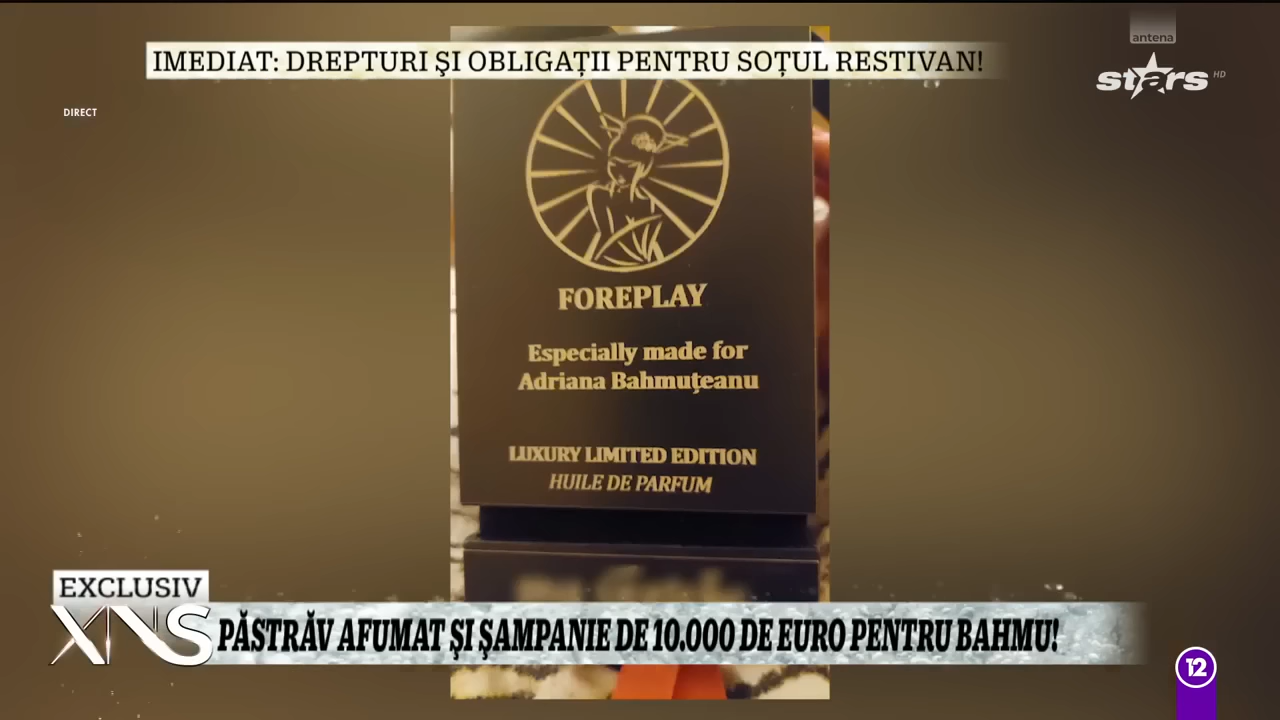 antena
IMEDIAT: DREPTURI ŞI OBLIGAŢII PENTRU SOŢUL RESTIVAN!
stars HD
DIRECT
FOREPLAY
Especially made for
Adriana Bahmuţeanu
LUXURY LIMITED EDITION
HUILE DE PARFUM
EXCLUSIV
XNS
PĂSTRĂV AFUMAT ŞI ŞAMPANIE DE 10.000 DE EURO PENTRU BAHMU!
12